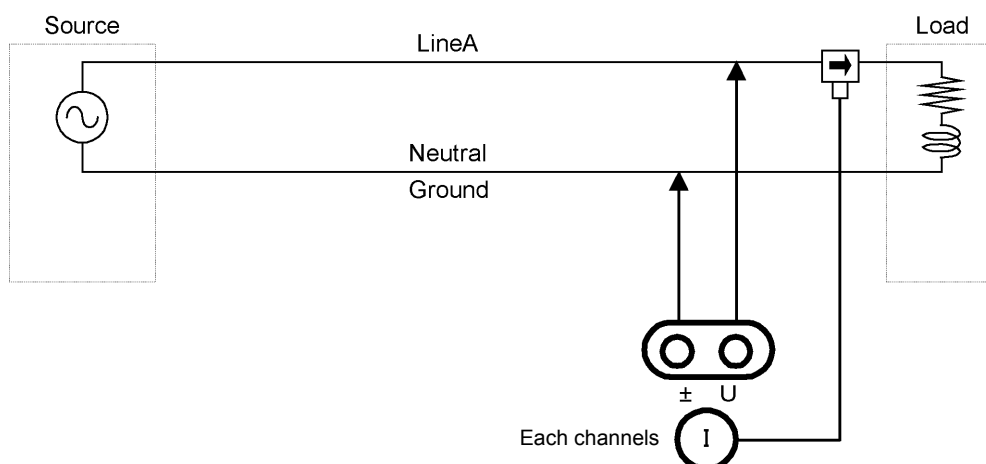 Source
Load
LineA
Neutral
Ground
± U
Each channels I